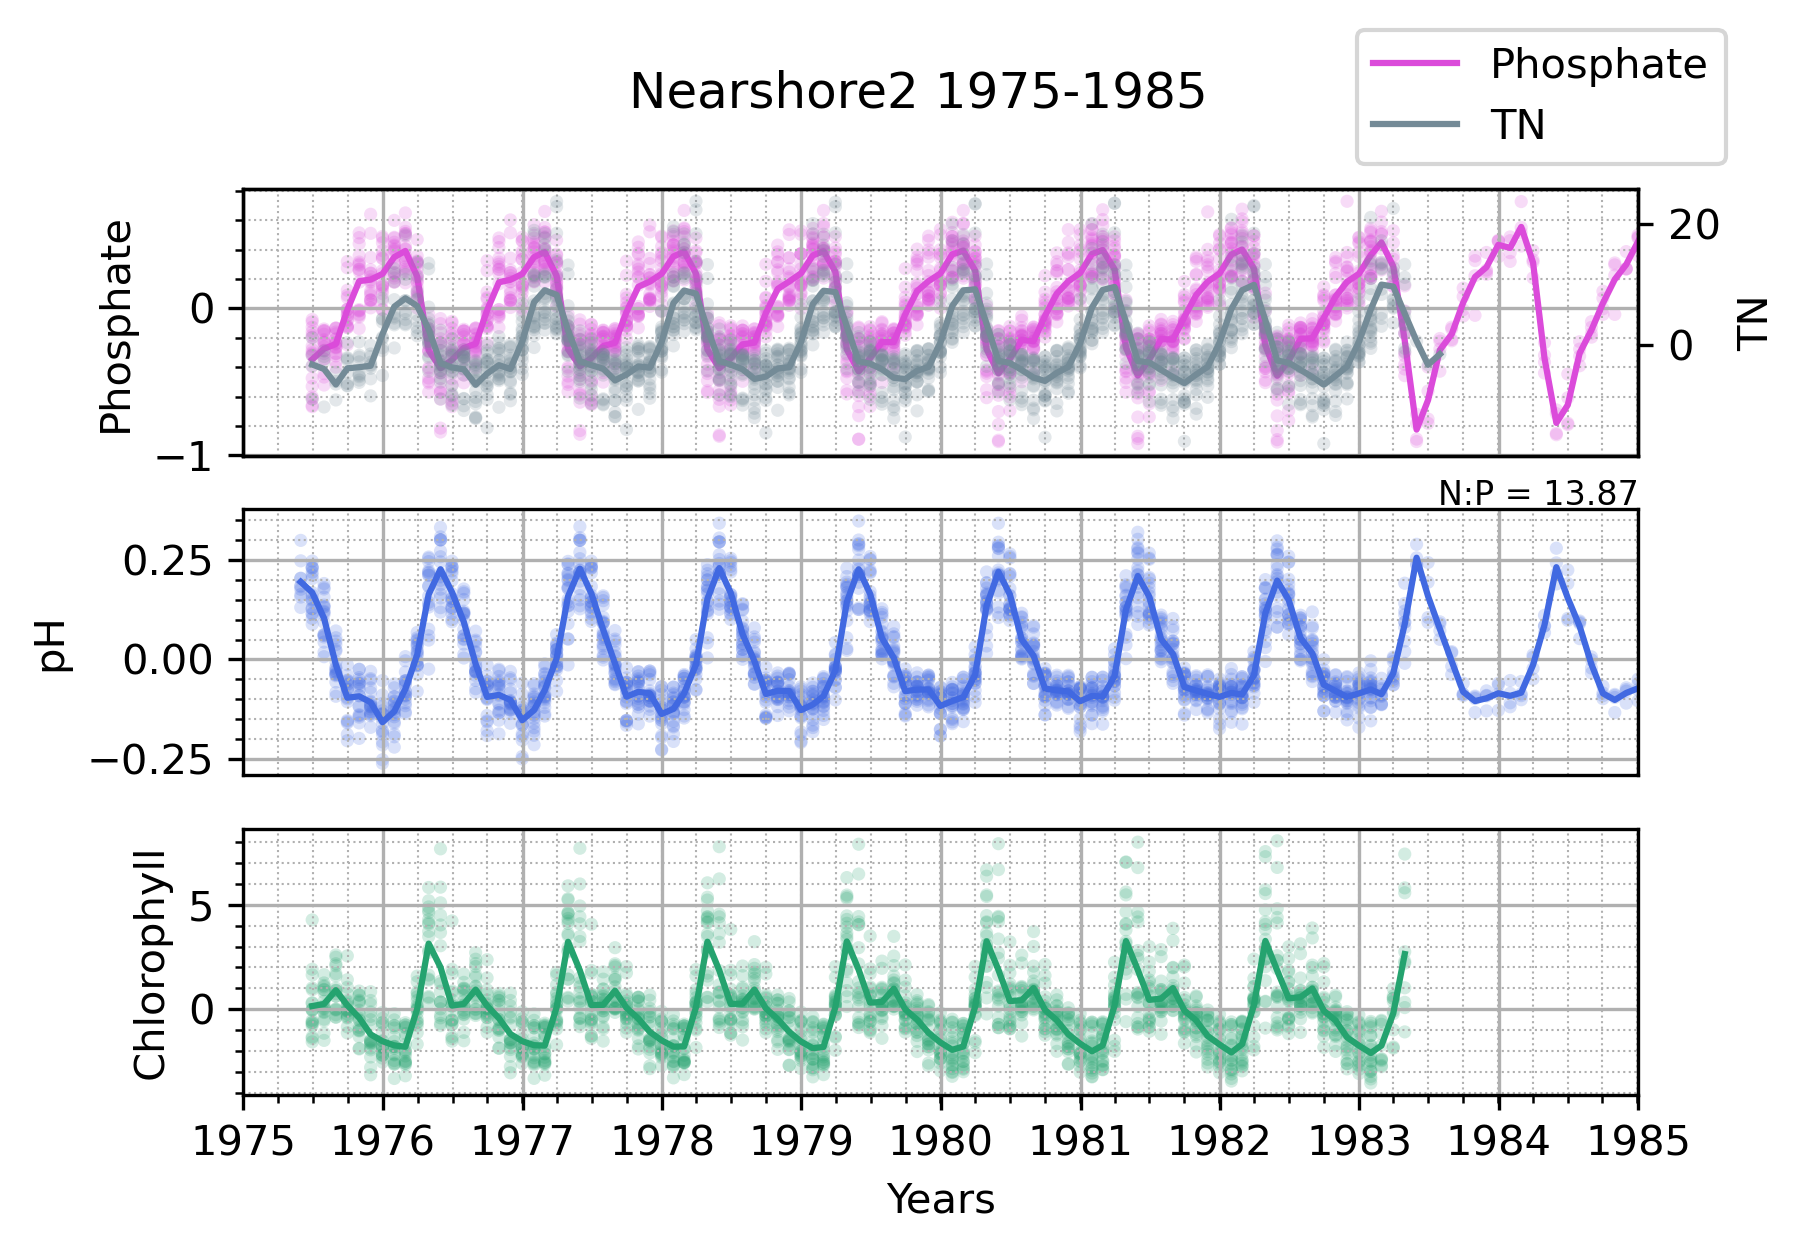 Nearshore2 1975-1985
Phosphate
TN
Phosphate
0
−1
20
0
TN
N:P = 13.87
pH
0.25
0.00
−0.25
Chlorophyll
5
0
1975 1976 1977 1978 1979 1980 1981 1982 1983 1984 1985
Years